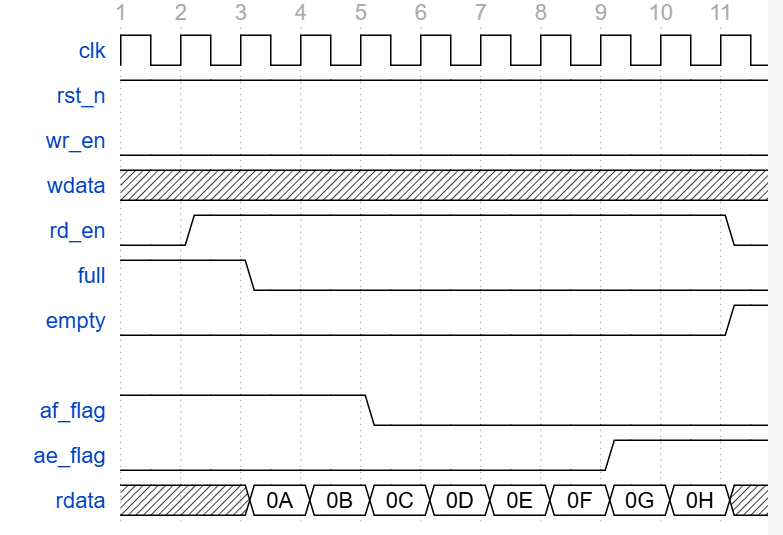 1 2 3 4 5 6 7 8 9 10 11
clk
rst_n
wr_en
wdata
rd_en
full
empty
af_flag
ae_flag
rdata 0A 0B 0C 0D 0E 0F 0G 0H